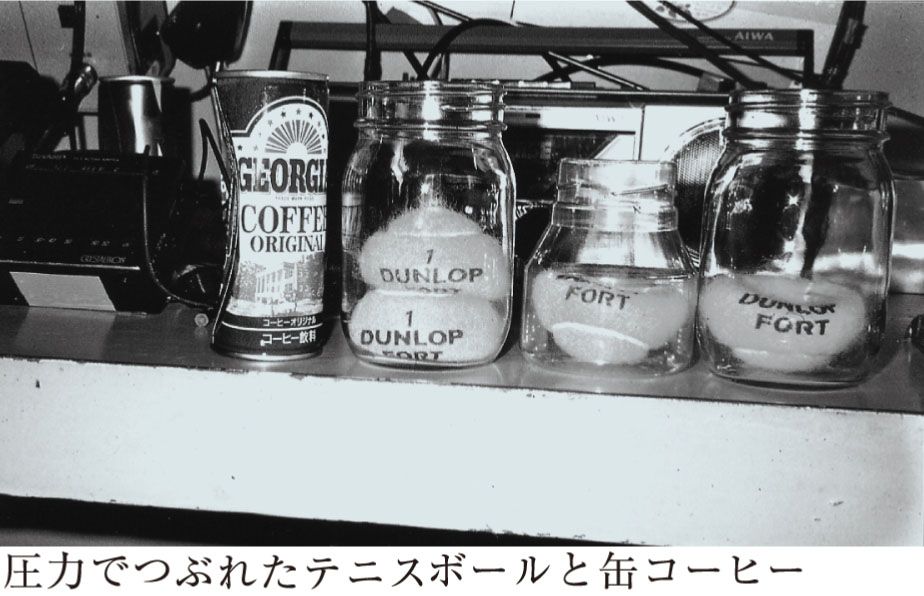 AIWA
GEORGIA
COFFEE
ORIGINAL
コーヒーオリジナル
コーヒー飲料
1
DUNLOP
FORT
1
DUNLOP
FORT
FORT
DUNLOP
FORT
圧力でつぶれたテニスボールと缶コーヒー